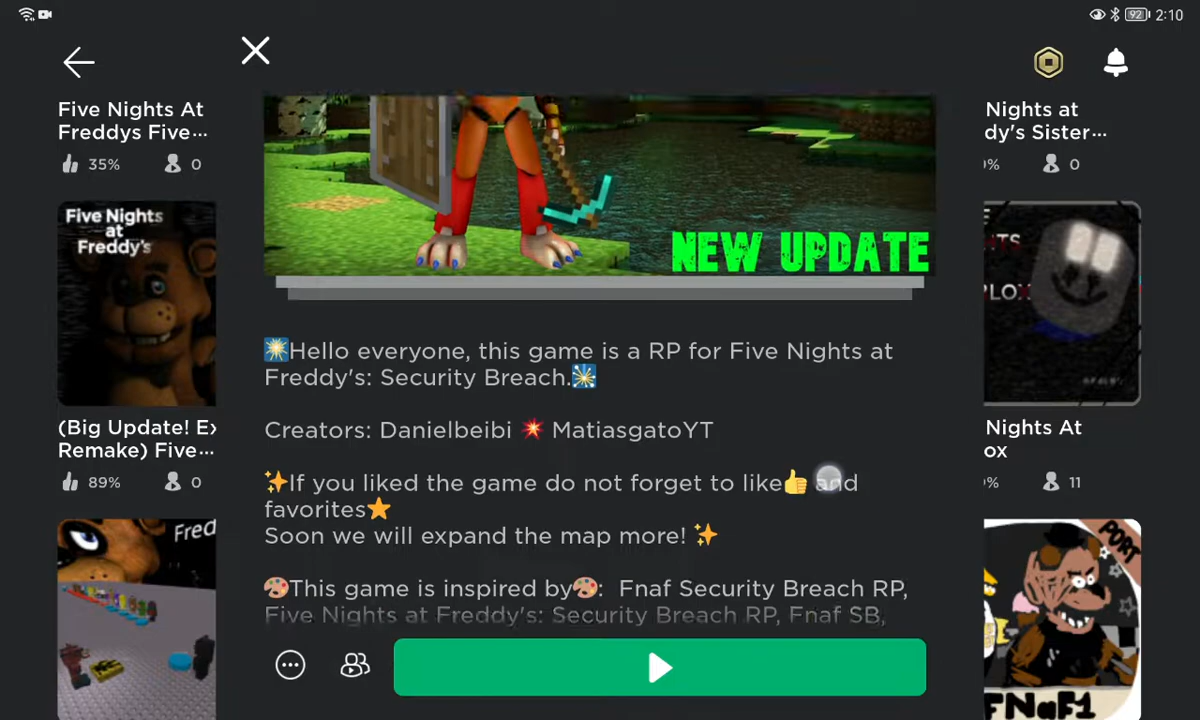 92 2:10
Five Nights At
Freddys Five...
35% 0
Five Nights
at
Freddy's
(Big Update! Ex
Remake) Five...
89% 0
Fred
NEW UPDATE
Hello everyone, this game is a RP for Five Nights at
Freddy's: Security Breach.
Creators: Danielbeibi 💥 MatiasgatoYT
✨If you liked the game do not forget to like👍 and
favorites⭐
Soon we will expand the map more! ✨
🎨This game is inspired by🎨: Fnaf Security Breach RP,
Five Nights at Freddy's: Security Breach RP, Fnaf SB,
Nights at
dy's Sister...
% 0
Nights At
ox
% 11
PORT
FNaF1